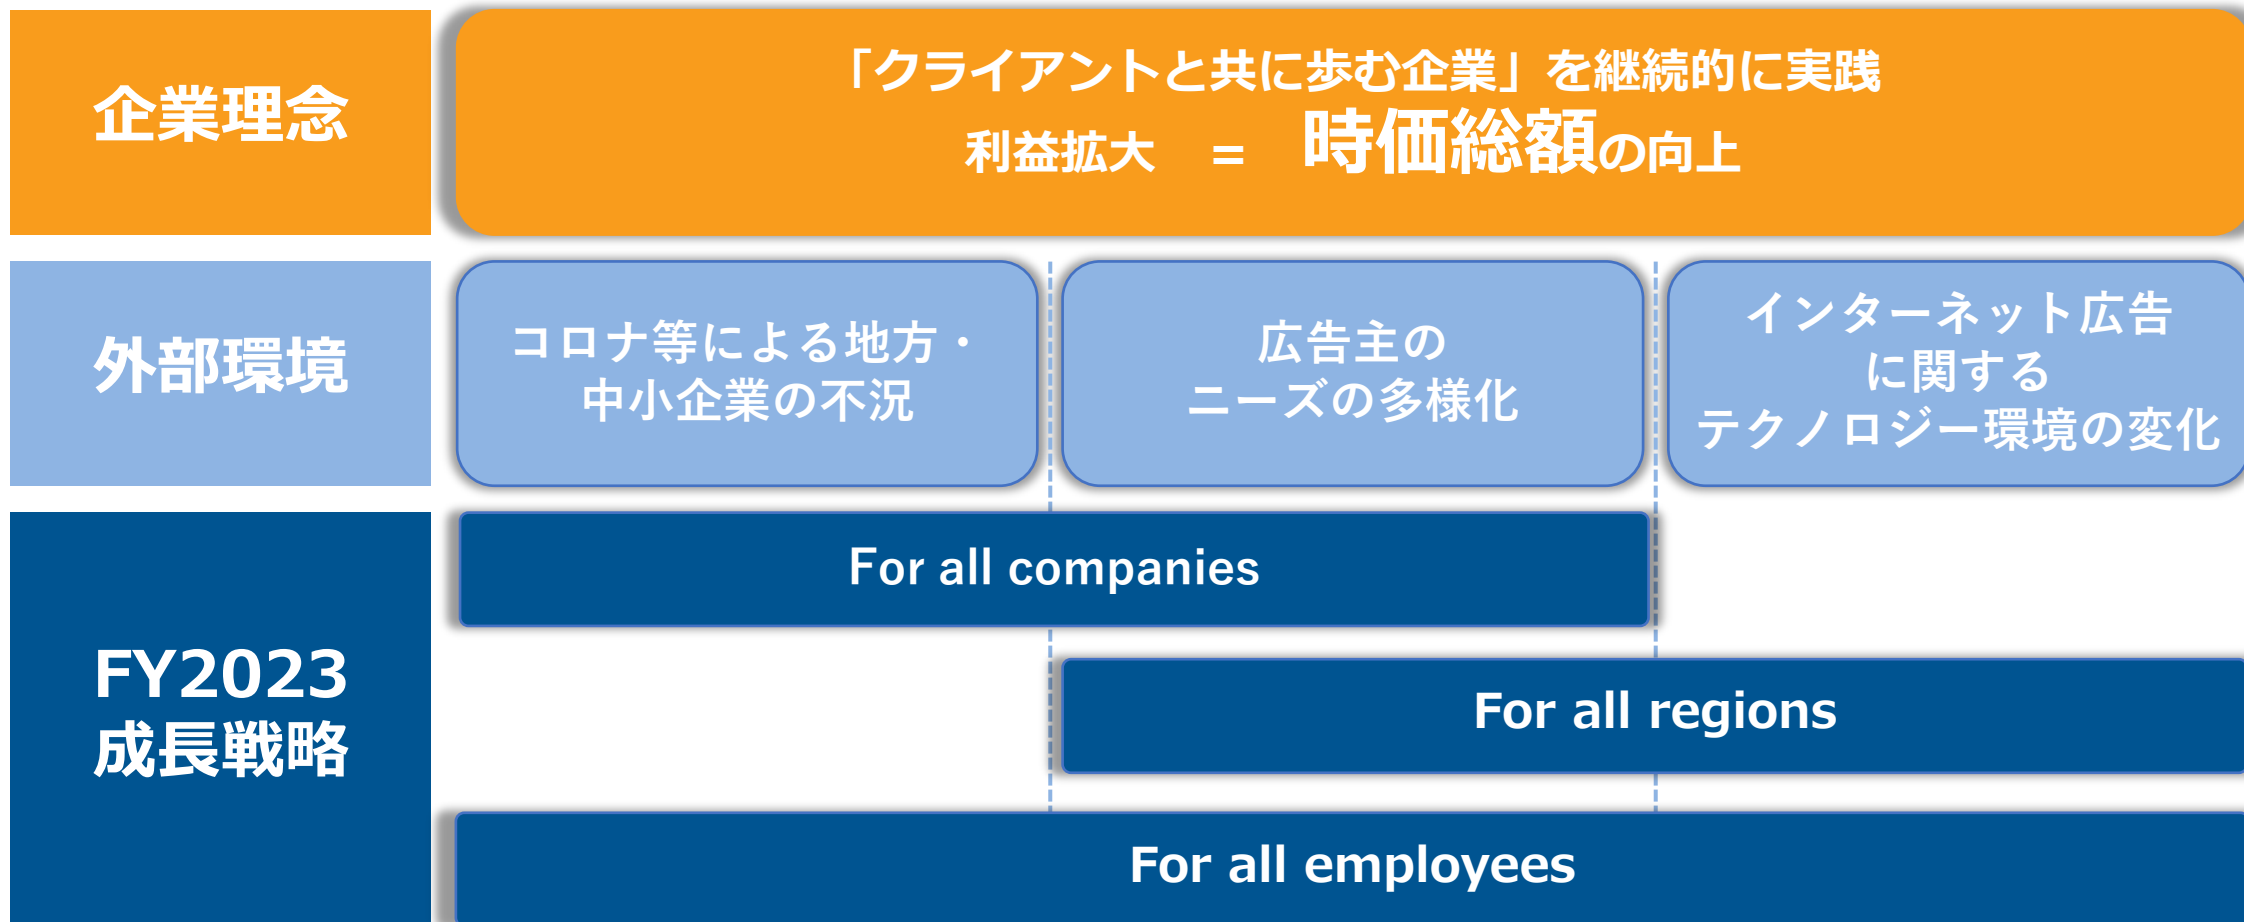 企業理念
「クライアントと共に歩む企業」を継続的に実践
利益拡大　=　時価総額の向上
外部環境
コロナ等による地方・
中小企業の不況
広告主の
ニーズの多様化
インターネット広告
に関する
テクノロジー環境の変化
FY2023
成長戦略
For all companies
For all regions
For all employees